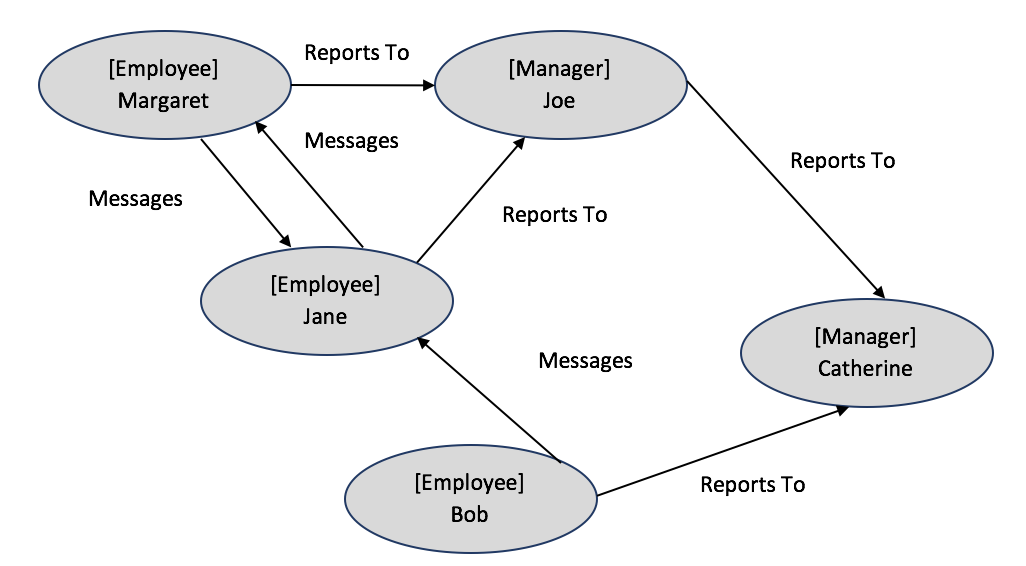 [Employee]
Margaret
Reports To
[Manager]
Joe
Messages
Messages
Reports To
Reports To
[Employee]
Jane
[Manager]
Catherine
Messages
[Employee]
Bob
Reports To